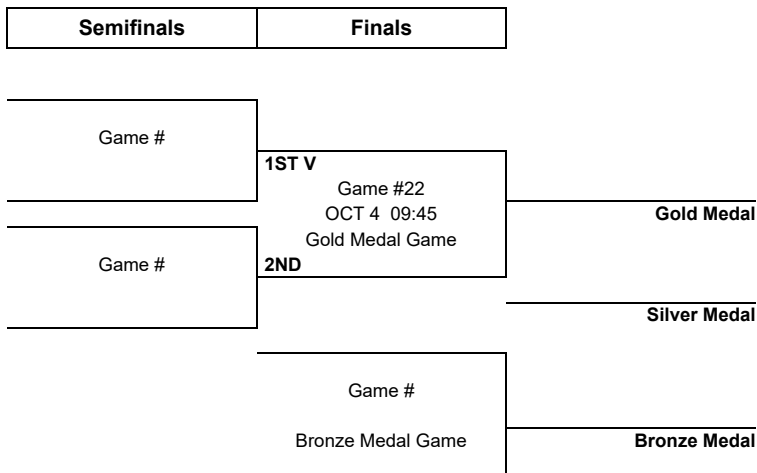 Semifinals Finals
Game #
1ST V
Game #22
OCT 4 09:45
Gold Medal
Gold Medal Game
Game #
2ND
Silver Medal
Game #
Bronze Medal Game
Bronze Medal